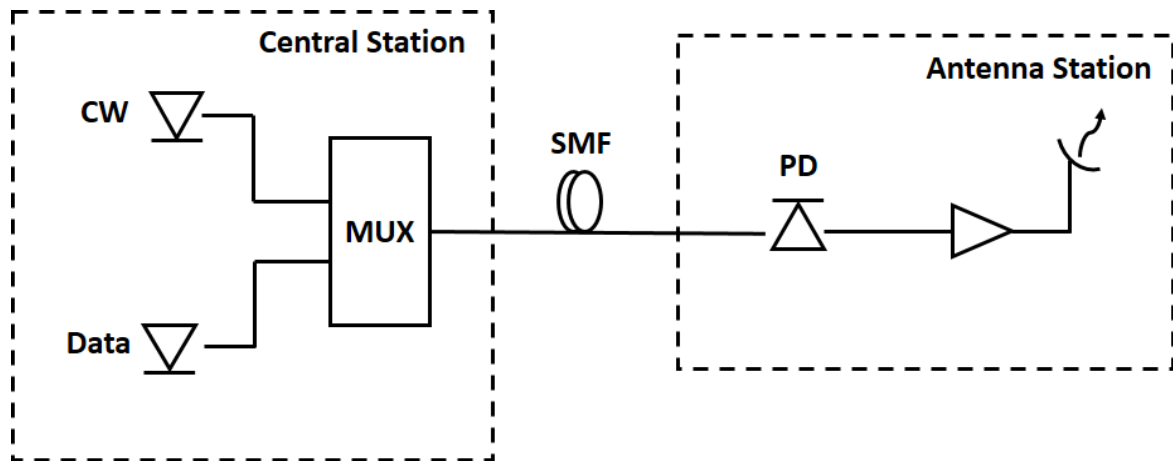 Central Station
CW
MUX
Data
SMF
Antenna Station
PD